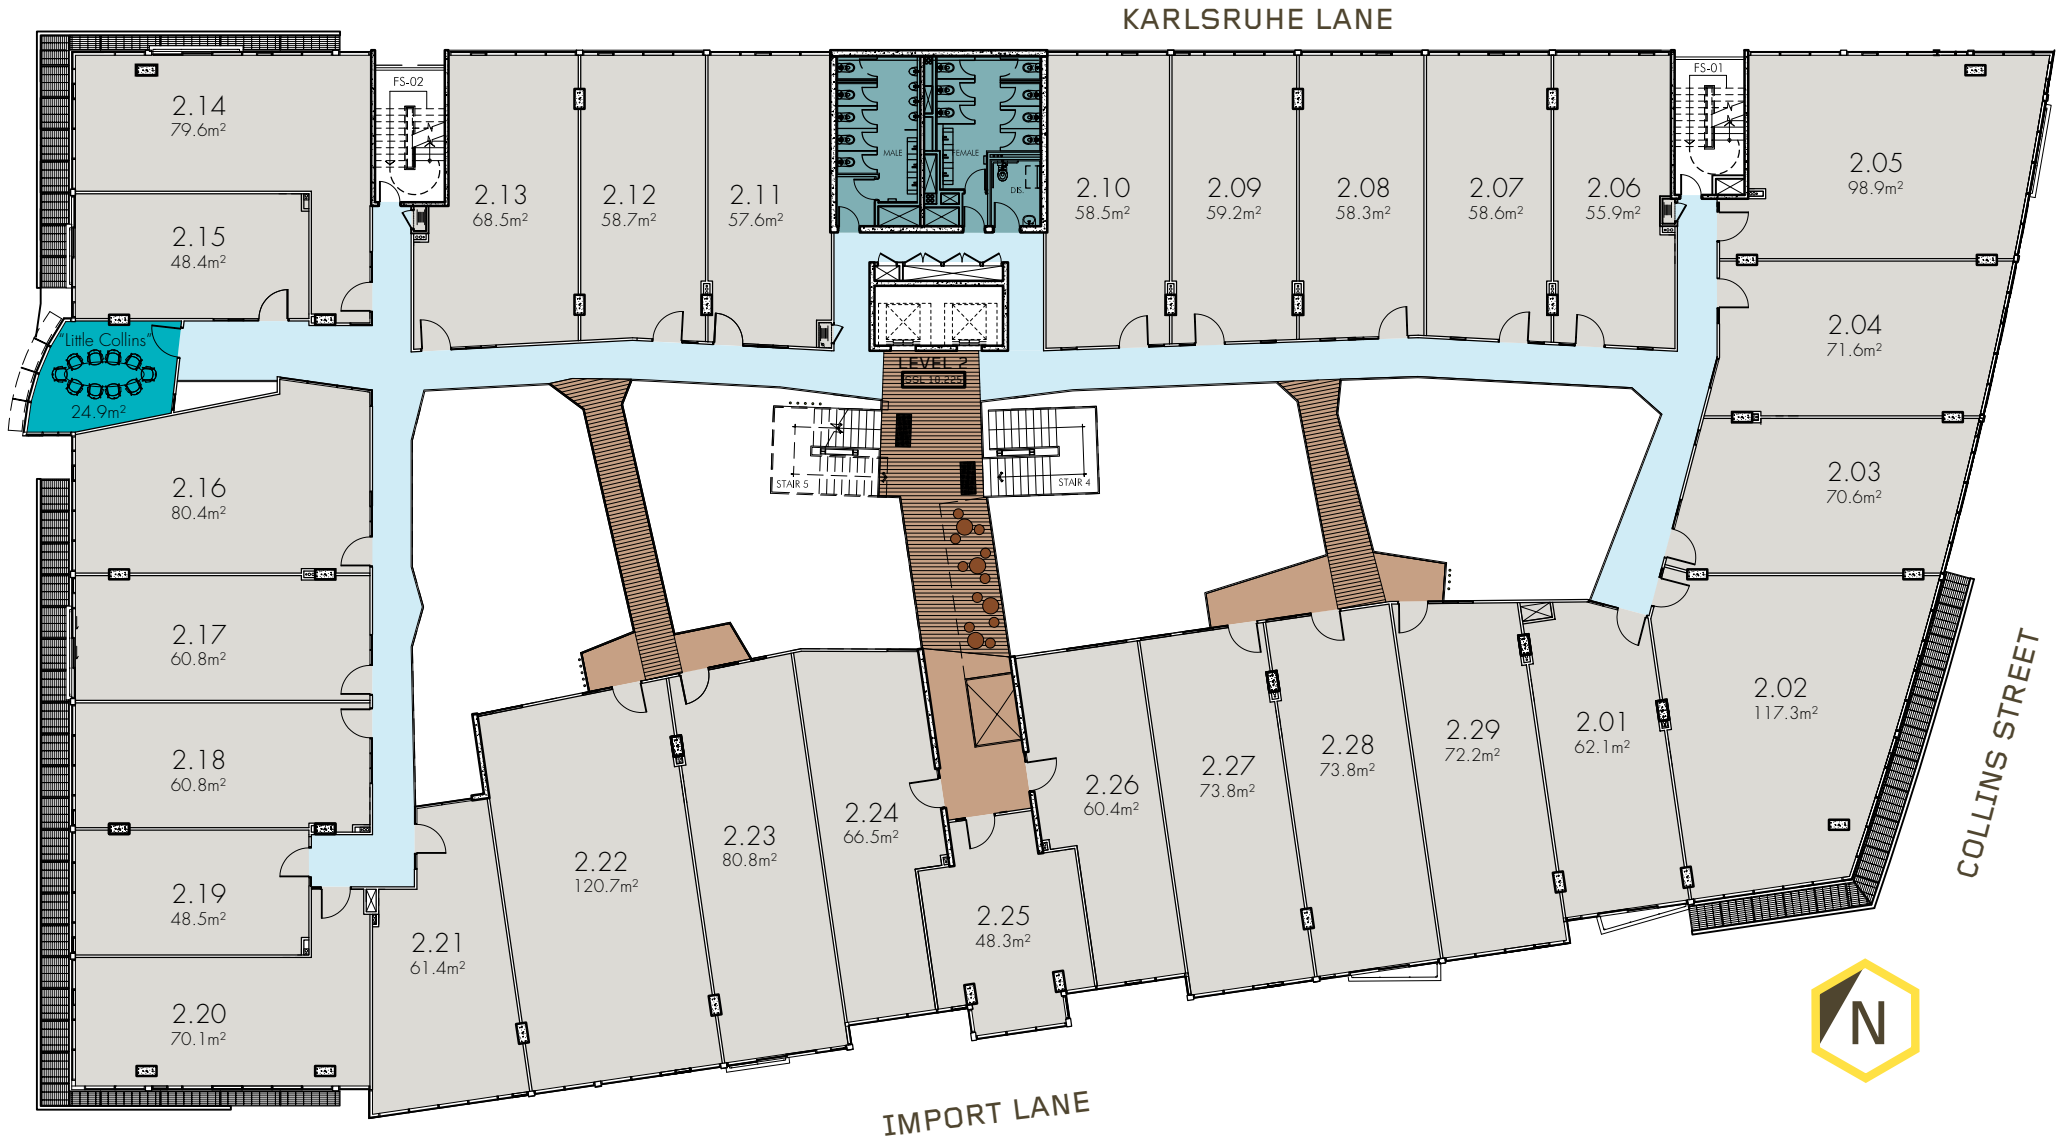 KARLSRUHE LANE
FS-02
FS-01
2.14
79.6m²
2.15
48.4m²
2.13
68.5m²
2.12
58.7m²
2.11
57.6m²
MALE
FEMALE
DIS.
2.10
58.5m²
2.09
59.2m²
2.08
58.3m²
2.07
58.6m²
2.06
55.9m²
2.05
98.9m²
2.04
71.6m²
2.03
70.6m²
"Little Collins"
24.9m²
LEVEL 2
STAIR 5
STAIR 4
2.16
80.4m²
2.17
60.8m²
2.18
60.8m²
2.19
48.5m²
2.20
70.1m²
2.21
61.4m²
2.22
120.7m²
2.23
80.8m²
2.24
66.5m²
2.25
48.3m²
2.26
60.4m²
2.27
73.8m²
2.28
73.8m²
2.29
72.2m²
2.01
62.1m²
2.02
117.3m²
COLLINS STREET
N
IMPORT LANE